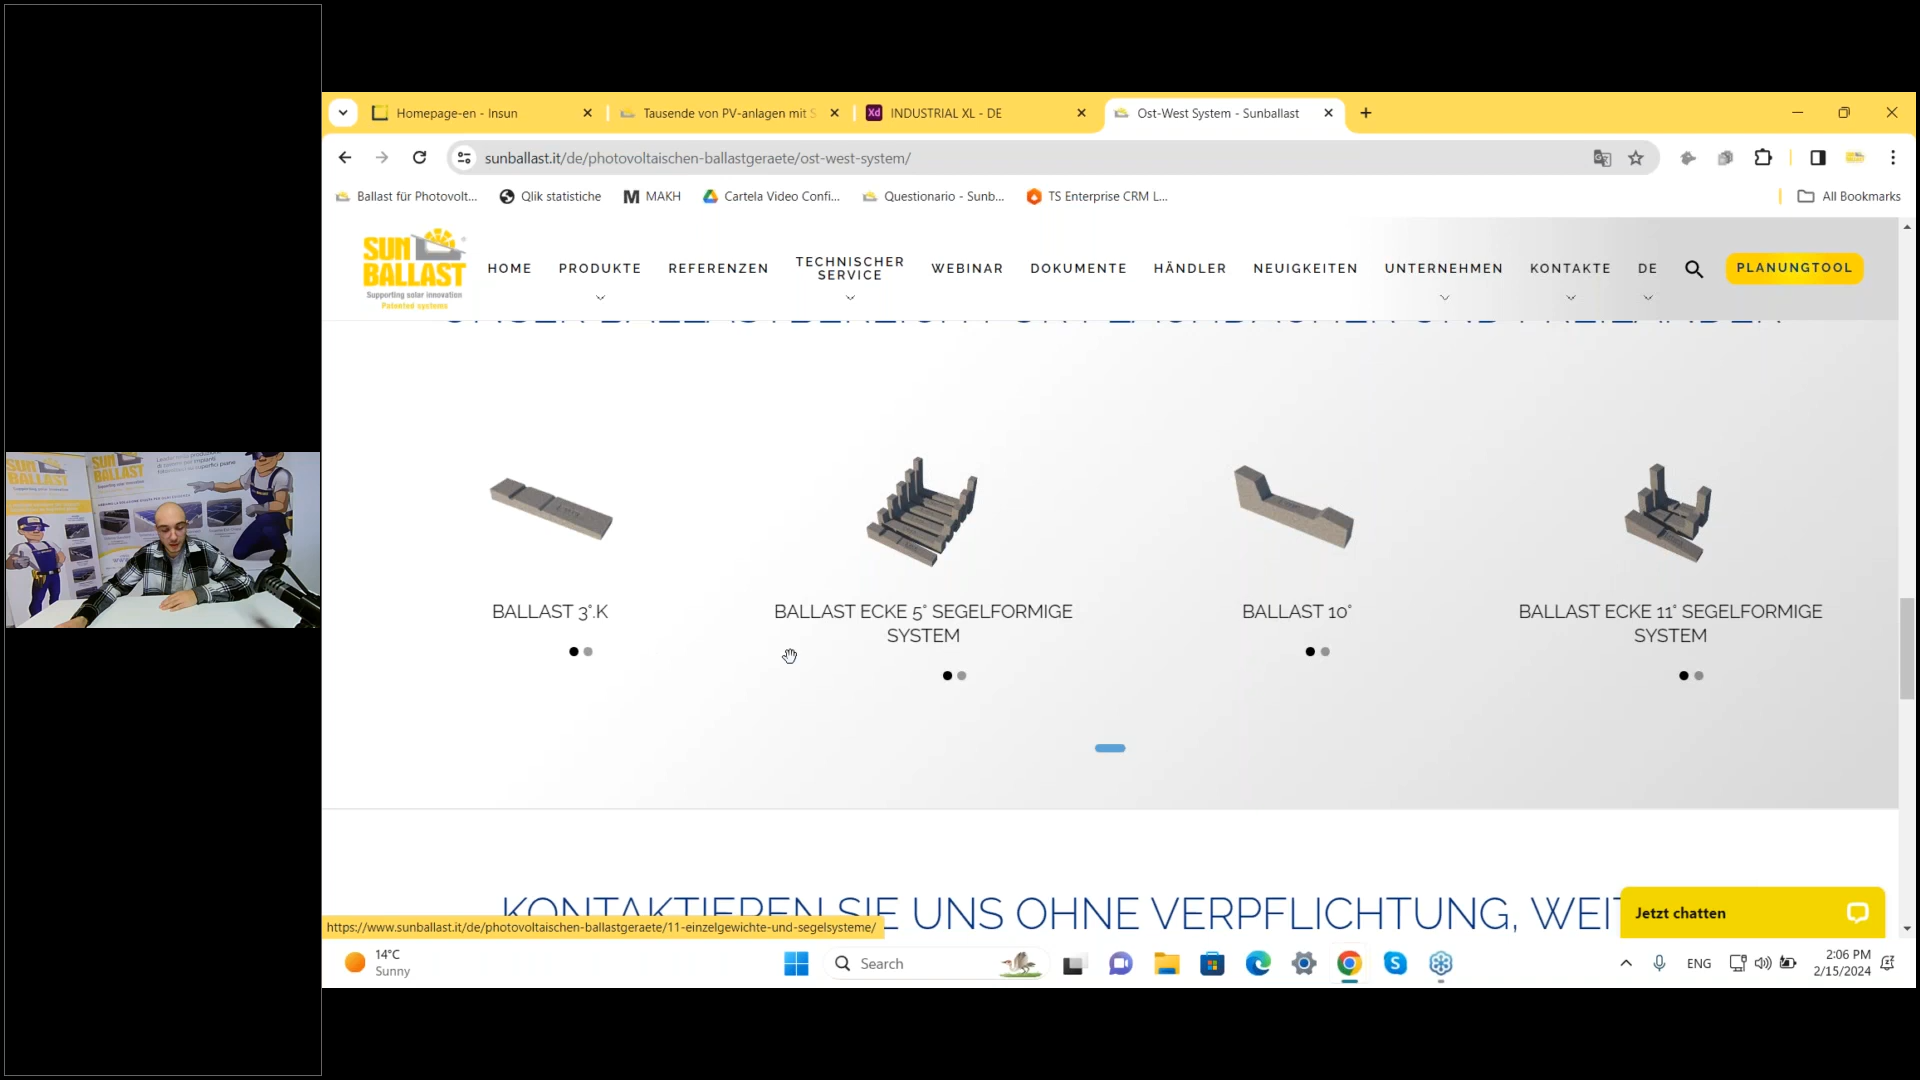 Homepage-en - Insun
Tausende von PV-anlagen mit S
INDUSTRIAL XL - DE
Ost-West System - Sunballast
sunballast.it/de/photovoltaischen-ballastgeraete/ost-west-system/
Ballast für Photovolt...
Qlik statistiche
MAKH
Cartela Video Confi...
Questionario - Sunb...
TS Enterprise CRM L...
All Bookmarks
SUN BALLAST
Supporting solar innovation
Patented systems
HOME
PRODUKTE
REFERENZEN
TECHNISCHER
SERVICE
WEBINAR
DOKUMENTE
HÄNDLER
NEUIGKEITEN
UNTERNEHMEN
KONTAKTE
DE
PLANUNGTOOL
BALLAST 3°.K
BALLAST ECKE 5° SEGELFORMIGE
SYSTEM
BALLAST 10°
BALLAST ECKE 11° SEGELFORMIGE
SYSTEM
KONTAKTIEREN SIE UNS OHNE VERPFLICHTUNG, WEIT
Jetzt chatten
https://www.sunballast.it/de/photovoltaischen-ballastgeraete/11-einzelgewichte-und-segelsysteme/
14°C
Sunny
Search
ENG
2:06 PM
2/15/2024
SUN
BALLAST
SUN
BALLAST